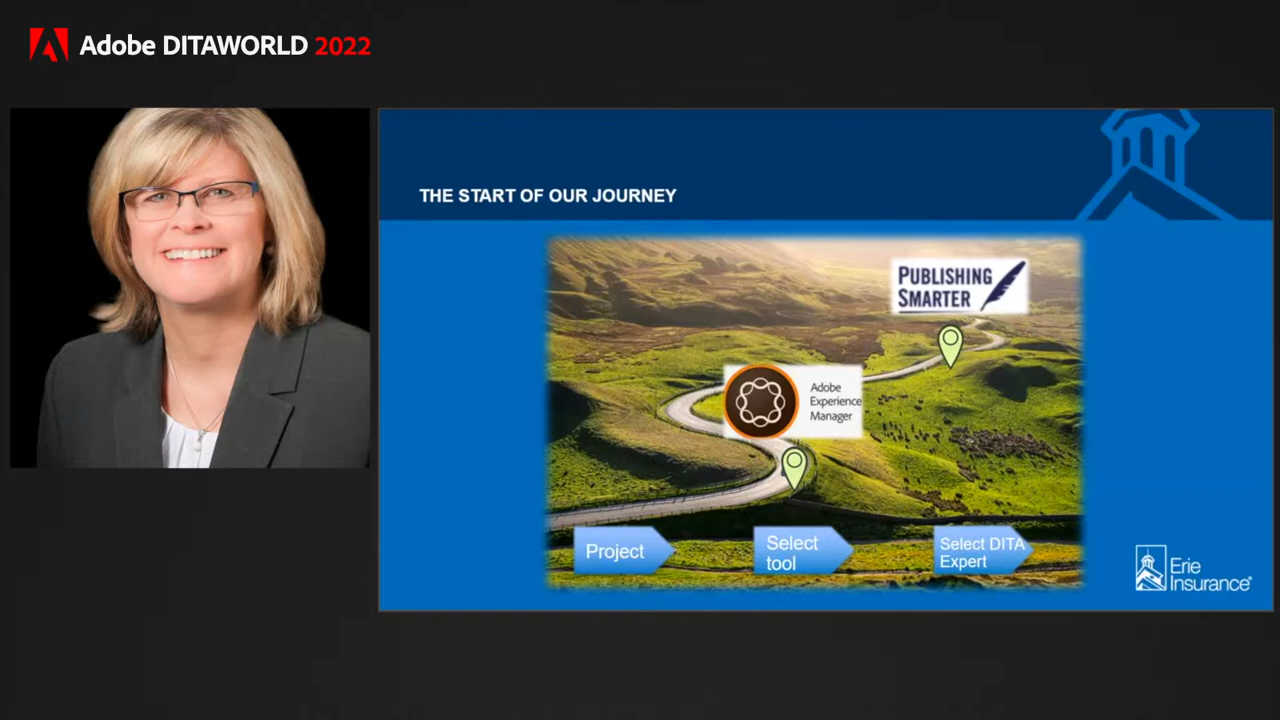 Adobe DITAWORLD 2022
THE START OF OUR JOURNEY
PUBLISHING
SMARTER
Adobe
Experience
Manager
Project
Select
tool
Select DITA
Expert
Erie
Insurance®